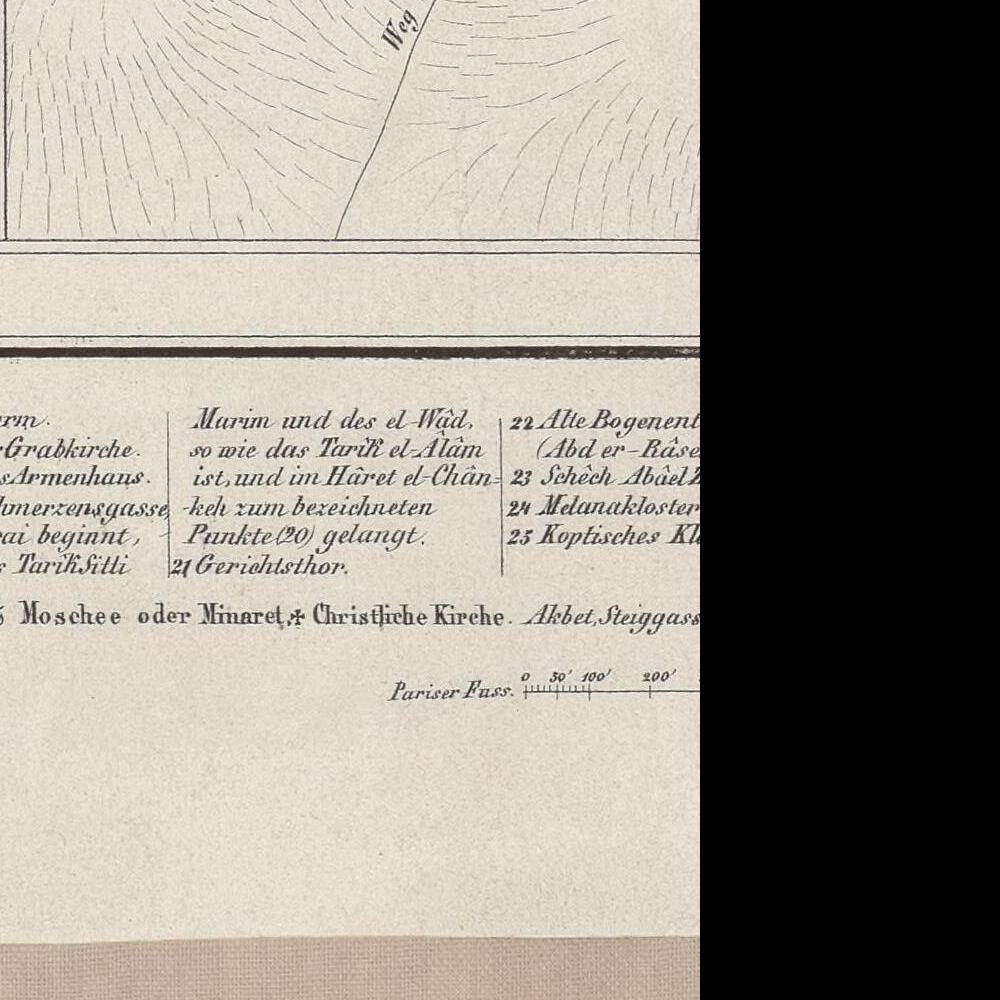 Weg
rm.
Grabkirche.
s Armenhaus.
hmerzensgasse,
ai beginnt,
s Tarîk Sitti
Marim und des el-Wâd,
so wie das Tarîk el-Âlâm
ist, und im Hâret el-Chân=
-keh zum bezeichneten
Punkte (20) gelangt.
21 Gerichtsthor.
22 Alte Bogenent
(Abd er-Râse
23 Schêch Abâel
24 Melanakloster
25 Koptisches Kl
Moschee oder Minaret, ✢ Christliche Kirche. Akbet, Steiggass
Pariser Fuss. 0 50' 100' 200'